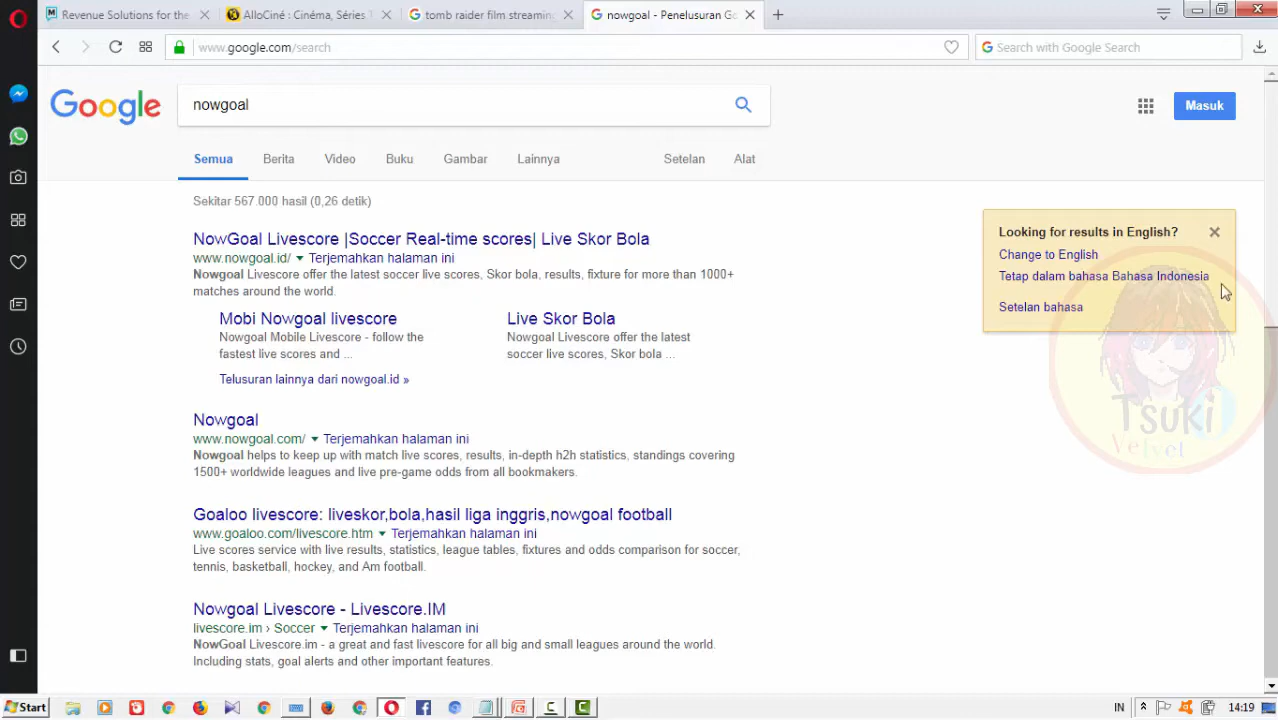 Revenue Solutions for the
AlloCiné : Cinéma, Séries T
tomb raider film streaming
nowgoal - Penelusuran Go
www.google.com/search
Search with Google Search
Google
nowgoal
Masuk
Semua
Berita
Video
Buku
Gambar
Lainnya
Setelan
Alat
Sekitar 567.000 hasil (0,26 detik)
NowGoal Livescore |Soccer Real-time scores| Live Skor Bola
www.nowgoal.id/ Terjemahkan halaman ini
Nowgoal Livescore offer the latest soccer live scores, Skor bola, results, fixture for more than 1000+
matches around the world.
Mobi Nowgoal livescore
Nowgoal Mobile Livescore - follow the
fastest live scores and ...
Live Skor Bola
Nowgoal Livescore offer the latest
soccer live scores, Skor bola ...
Telusuran lainnya dari nowgoal.id »
Nowgoal
www.nowgoal.com/ Terjemahkan halaman ini
Nowgoal helps to keep up with match live scores, results, in-depth h2h statistics, standings covering
1500+ worldwide leagues and live pre-game odds from all bookmakers.
Goaloo livescore: liveskor,bola,hasil liga inggris,nowgoal football
www.goaloo.com/livescore.htm Terjemahkan halaman ini
Live scores service with live results, statistics, league tables, fixtures and odds comparison for soccer,
tennis, basketball, hockey, and Am football.
Nowgoal Livescore - Livescore.IM
livescore.im › Soccer Terjemahkan halaman ini
NowGoal Livescore.im - a great and fast livescore for all big and small leagues around the world.
Including stats, goal alerts and other important features.
Looking for results in English?
Change to English
Tetap dalam bahasa Bahasa Indonesia
Setelan bahasa
Tsuki
Velvet
Start
IN
14:19